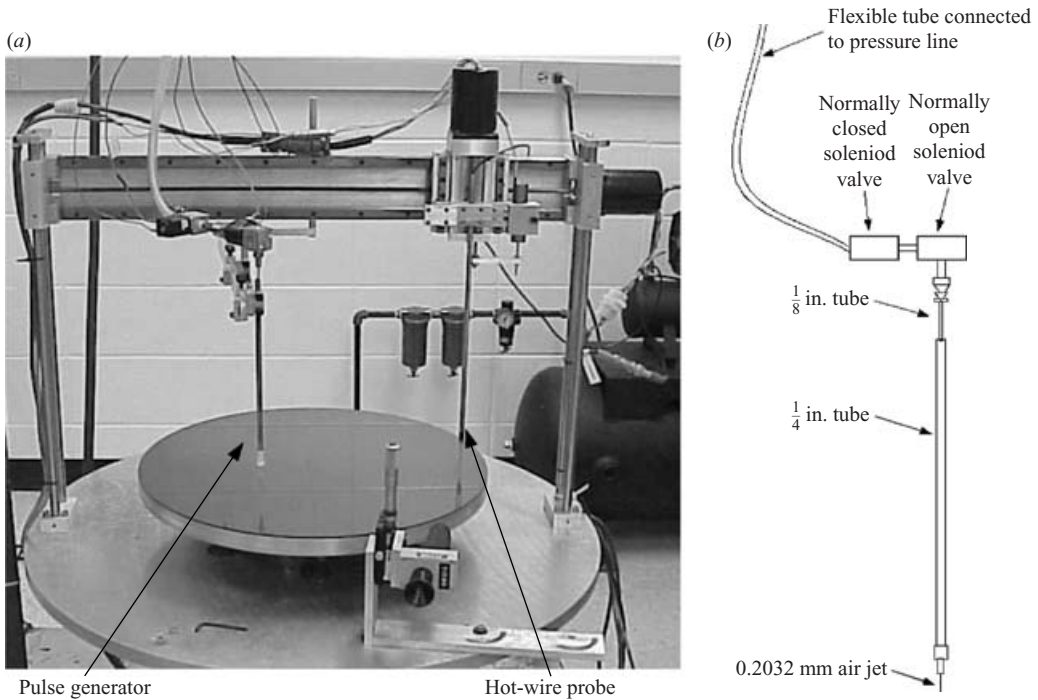 (a)
Pulse generator
Hot-wire probe
(b)
Flexible tube connected
to pressure line
Normally
closed
soleniod
valve
Normally
open
soleniod
valve
1/8 in. tube
1/4 in. tube
0.2032 mm air jet